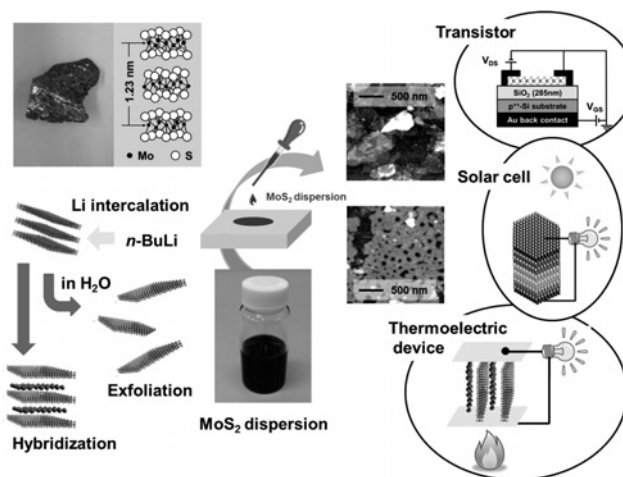 1.23 nm
Mo
S
Li intercalation
n-BuLi
in H₂O
Exfoliation
Hybridization
MoS₂ dispersion
MoS₂ dispersion
500 nm
500 nm
Transistor
V_DS
SiO₂ (285nm)
p⁺⁺-Si substrate
Au back contact
V_GS
Solar cell
Thermoelectric
device